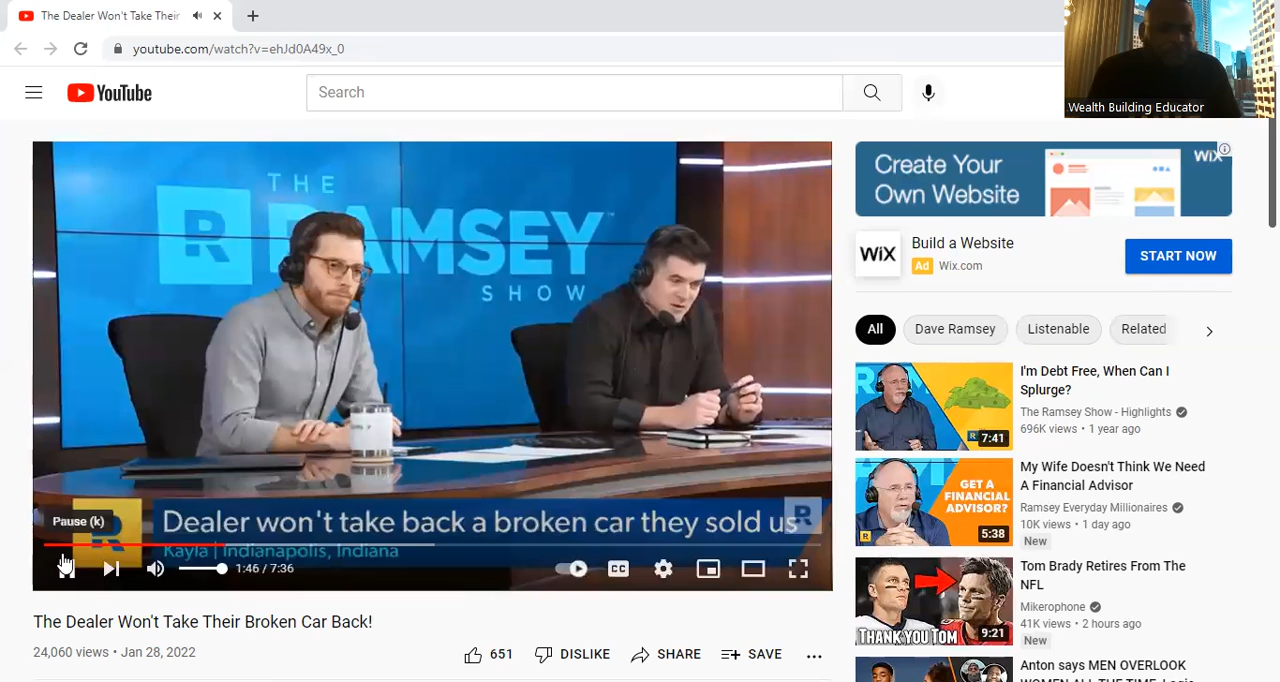 The Dealer Won't Take Their
youtube.com/watch?v=ehJd0A49x_0
Wealth Building Educator
YouTube
Search
THE
RAMSEY
SHOW
R
Pause (k)
Dealer won't take back a broken car they sold us
Kayla | Indianapolis, Indiana
R
1:46 / 7:36
CC
The Dealer Won't Take Their Broken Car Back!
24,060 views • Jan 28, 2022
651
DISLIKE
SHARE
SAVE
Create Your
Own Website
WiX
WiX
Build a Website
Ad Wix.com
START NOW
All
Dave Ramsey
Listenable
Related
7:41
I'm Debt Free, When Can I
Splurge?
The Ramsey Show - Highlights
696K views • 1 year ago
GET A
FINANCIAL
ADVISOR?
5:38
My Wife Doesn't Think We Need
A Financial Advisor
Ramsey Everyday Millionaires
10K views • 1 day ago
New
THANK YOU TOM
9:21
Tom Brady Retires From The
NFL
Mikerophone
41K views • 2 hours ago
New
Anton says MEN OVERLOOK